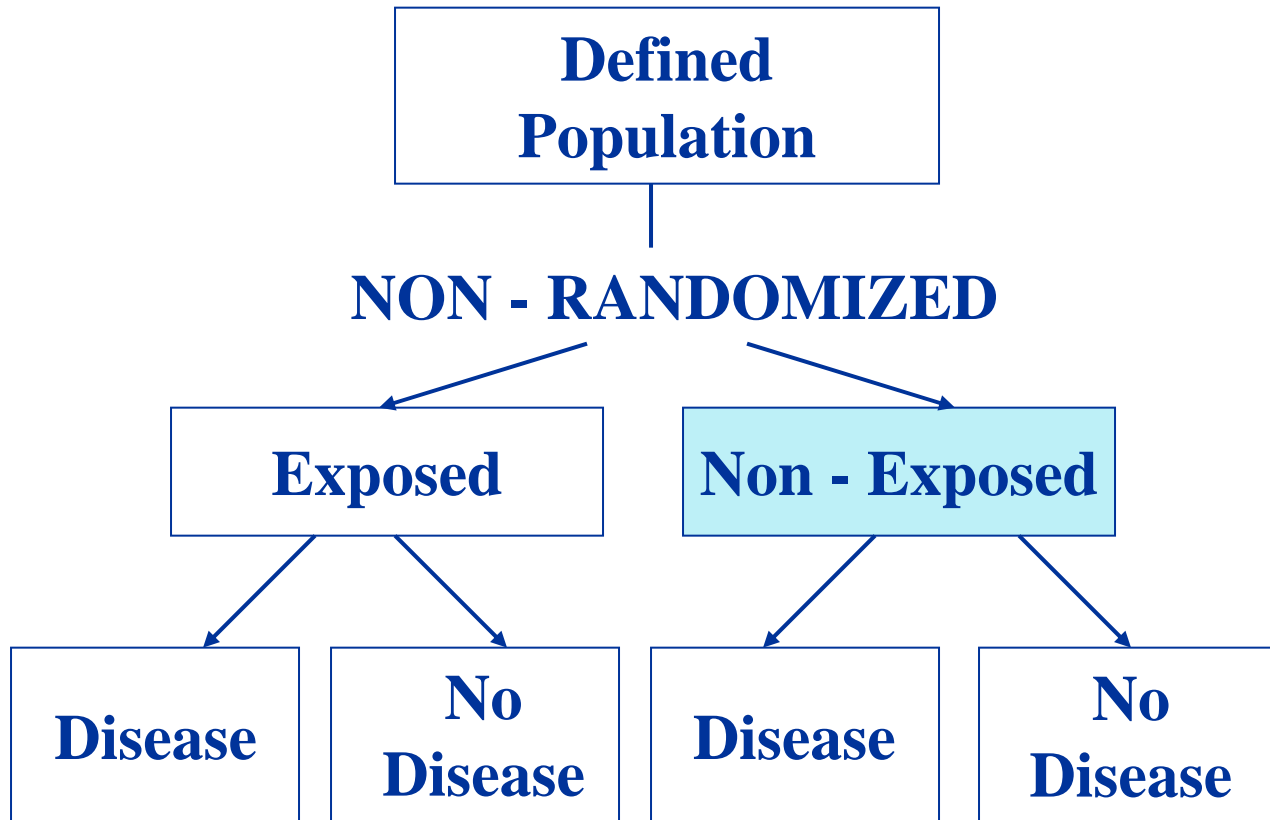 Defined
Population
NON - RANDOMIZED
Exposed
Non - Exposed
Disease
No
Disease
Disease
No
Disease